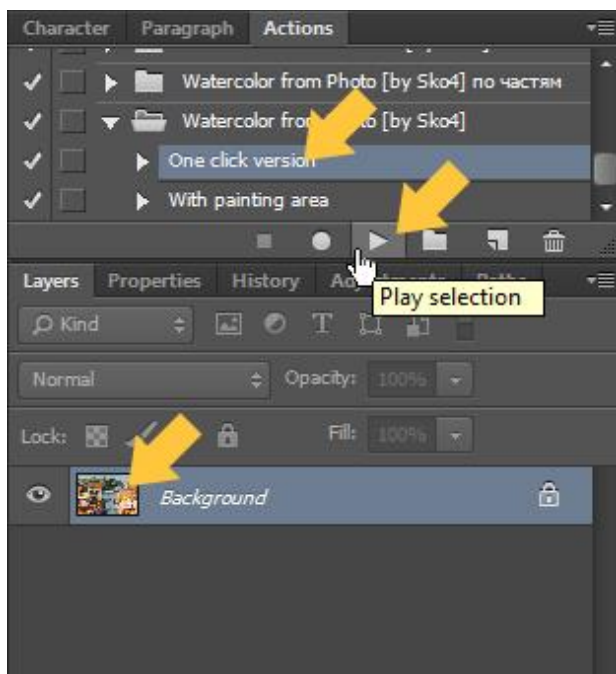 Character Paragraph Actions
Watercolor from Photo [by Sko4] по частям
Watercolor from [by Sko4]
One click version
With painting area
Layers Properties History
Play selection
Kind
Normal Opacity: 100%
Lock: Fill: 100%
Background